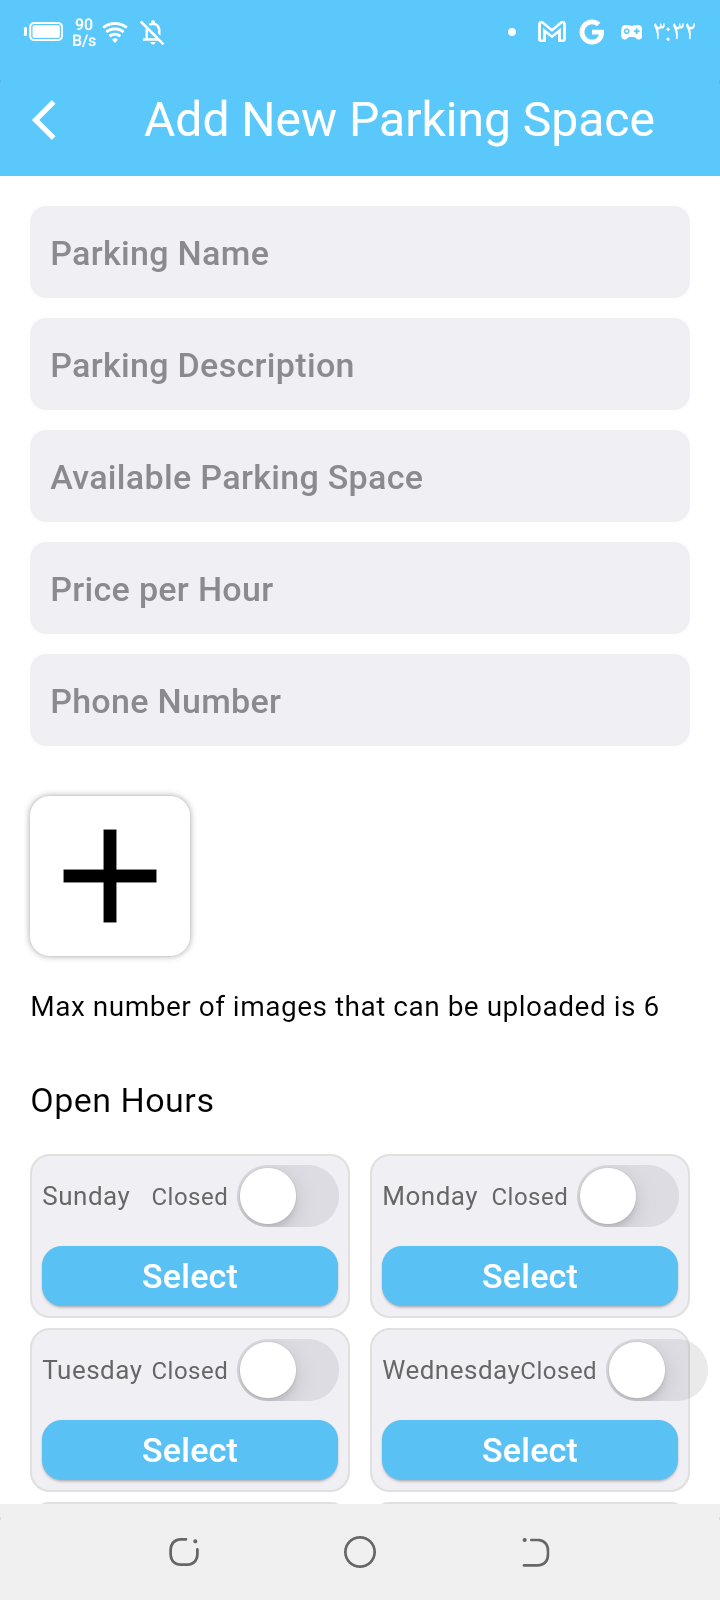 90
B/s
٣:٣٢
Add New Parking Space
Parking Name
Parking Description
Available Parking Space
Price per Hour
Phone Number
Max number of images that can be uploaded is 6
Open Hours
Sunday Closed
Monday Closed
Select
Select
Tuesday Closed
Wednesday Closed
Select
Select